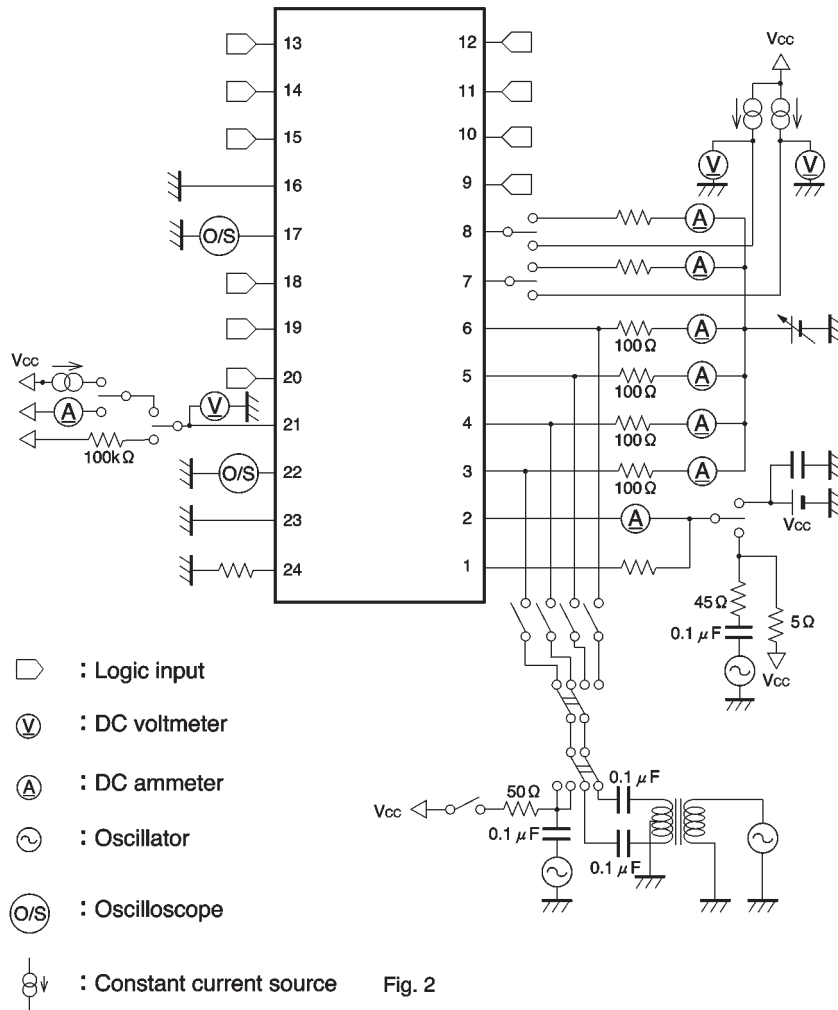 Vcc
13
12
14
11
15
10
16
9
V
V
17
O/S
8
A
18
7
A
19
6
100Ω
A
20
5
100Ω
A
Vcc
A
V
21
4
100Ω
A
100kΩ
22
O/S
3
100Ω
A
23
2
A
Vcc
24
1
45Ω
5Ω
0.1 μF
Vcc
: Logic input
V : DC voltmeter
A : DC ammeter
: Oscillator
O/S : Oscilloscope
: Constant current source
Vcc
50Ω
0.1 μF
0.1 μF
0.1 μF
Fig. 2